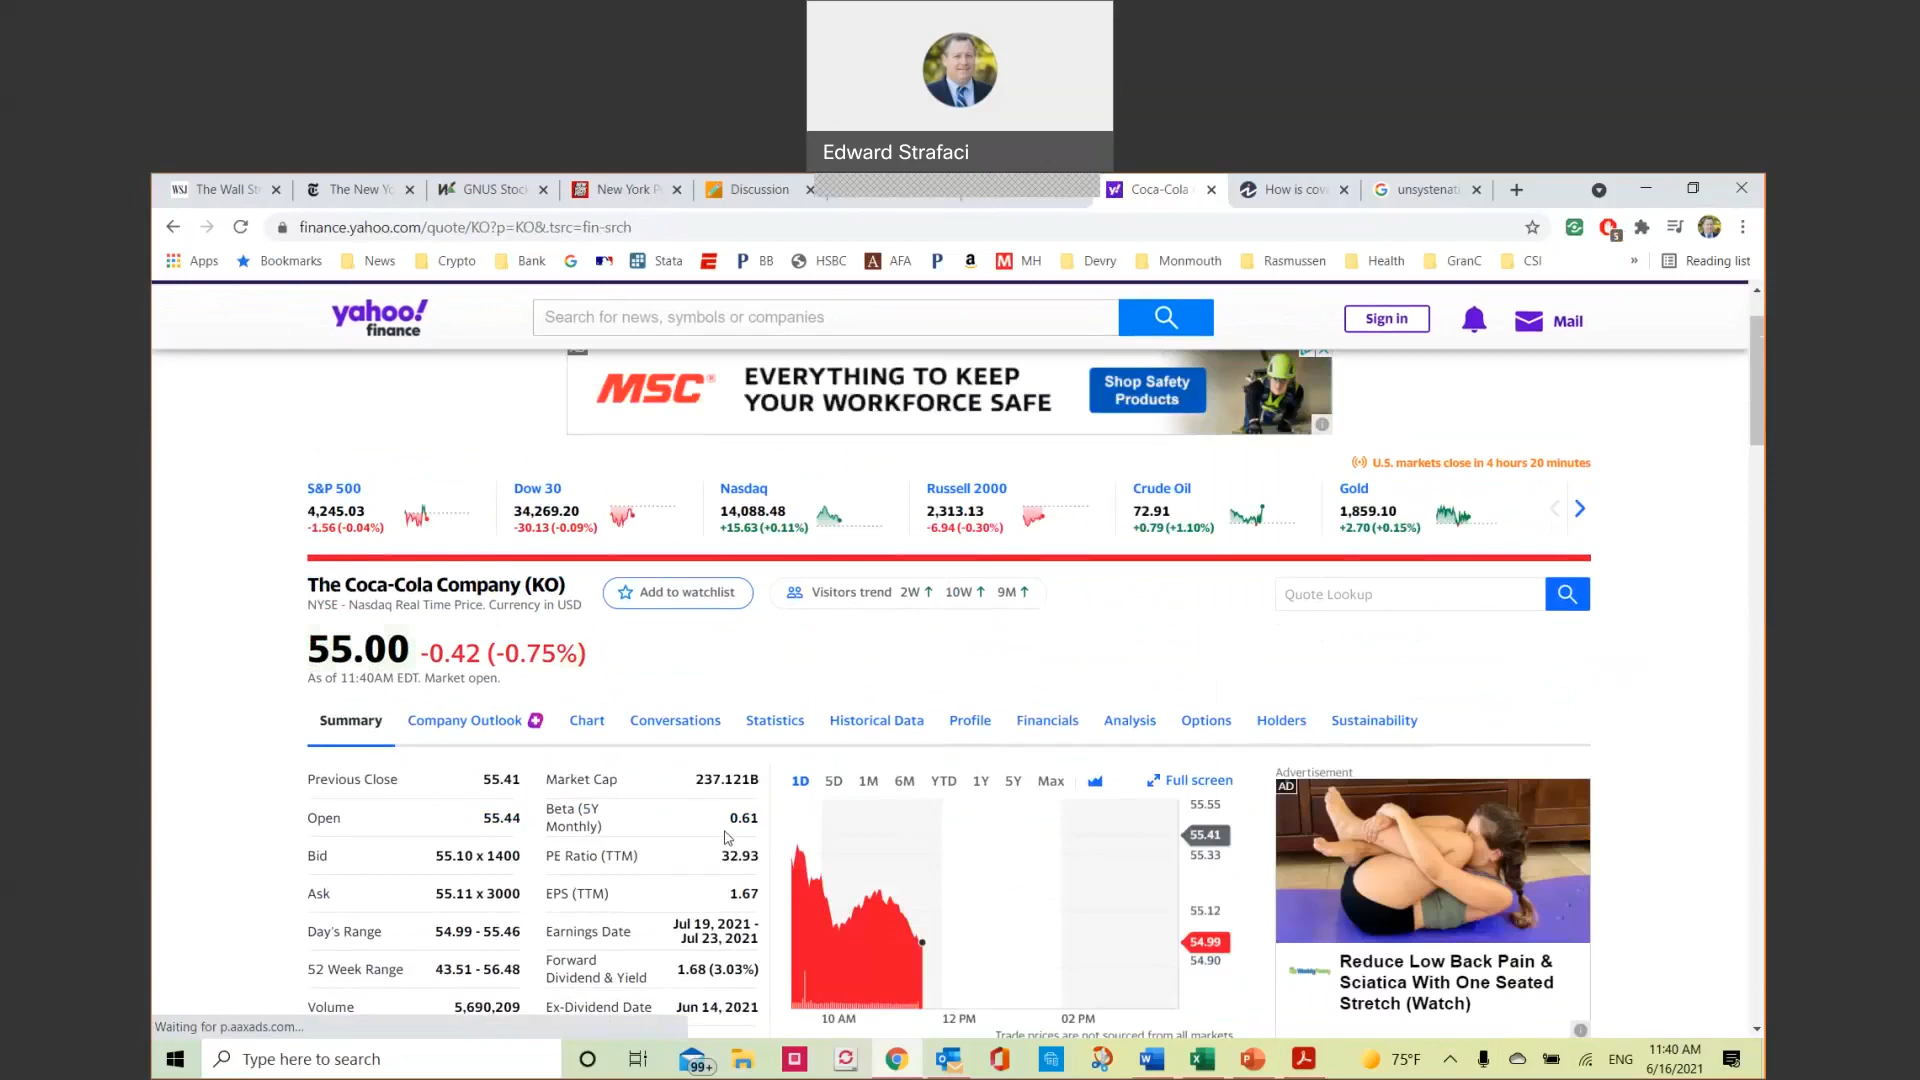 Edward Strafaci
WSJ The Wall St
The New Yo
GNUS Stoc
New York P
Discussion
Coca-Cola
How is cov
unsystenat
finance.yahoo.com/quote/KO?p=KO&.tsrc=fin-srch
5
Apps Bookmarks News Crypto Bank Stata BB HSBC AFA MH Devry Monmouth Rasmussen Health GranC CSI » Reading list
yahoo!
finance
Search for news, symbols or companies
Sign in
Mail
MSC
EVERYTHING TO KEEP
YOUR WORKFORCE SAFE
Shop Safety
Products
U.S. markets close in 4 hours 20 minutes
S&P 500
4,245.03
-1.56 (-0.04%)
Dow 30
34,269.20
-30.13 (-0.09%)
Nasdaq
14,088.48
+15.63 (+0.11%)
Russell 2000
2,313.13
-6.94 (-0.30%)
Crude Oil
72.91
+0.79 (+1.10%)
Gold
1,859.10
+2.70 (+0.15%)
The Coca-Cola Company (KO)
NYSE - Nasdaq Real Time Price. Currency in USD
Add to watchlist
Visitors trend 2W ↑ 10W ↑ 9M ↑
Quote Lookup
55.00 -0.42 (-0.75%)
As of 11:40AM EDT. Market open.
Summary Company Outlook Chart Conversations Statistics Historical Data Profile Financials Analysis Options Holders Sustainability
Previous Close 55.41
Open 55.44
Bid 55.10 x 1400
Ask 55.11 x 3000
Day's Range 54.99 - 55.46
52 Week Range 43.51 - 56.48
Volume 5,690,209
Market Cap 237.121B
Beta (5Y
Monthly) 0.61
PE Ratio (TTM) 32.93
EPS (TTM) 1.67
Earnings Date Jul 19, 2021 -
Jul 23, 2021
Forward
Dividend & Yield 1.68 (3.03%)
Ex-Dividend Date Jun 14, 2021
1D 5D 1M 6M YTD 1Y 5Y Max
Full screen
55.55
55.41
55.33
55.12
54.99
54.90
10 AM 12 PM 02 PM
Trade prices are not sourced from all markets
Advertisement
AD
Reduce Low Back Pain &
Sciatica With One Seated
Stretch (Watch)
Waiting for p.aaxads.com...
Type here to search
99+
75°F
ENG
11:40 AM
6/16/2021